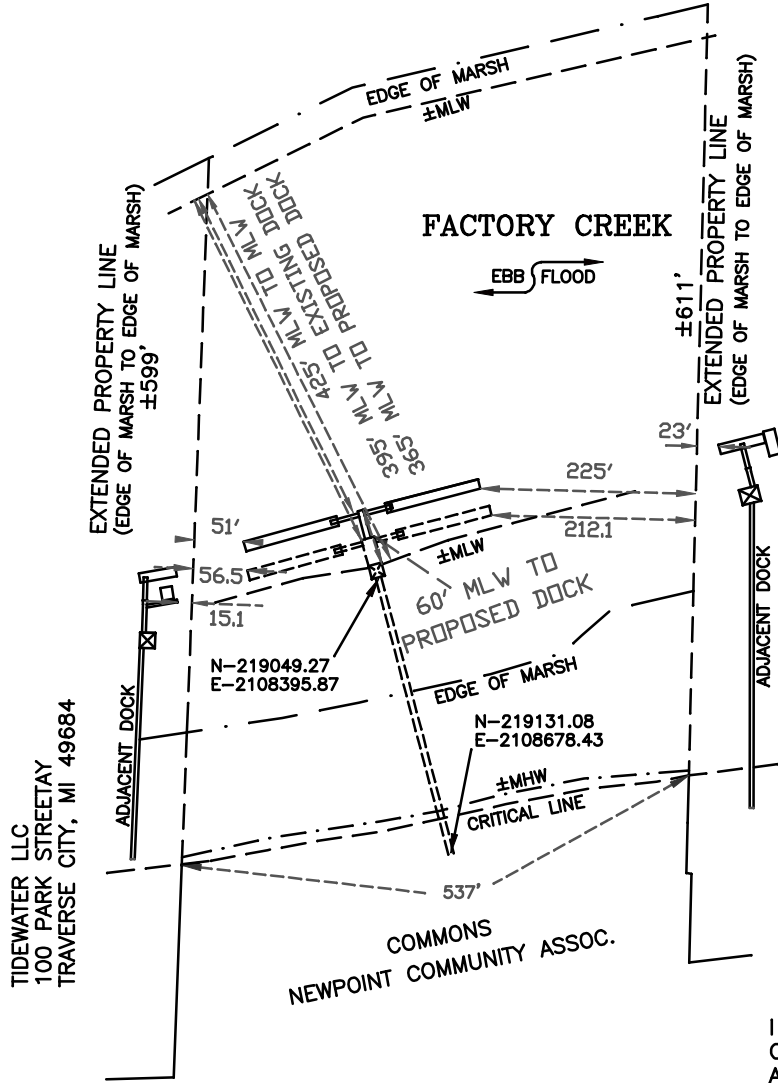 EDGE OF MARSH
±MLW
EXTENDED PROPERTY LINE
(EDGE OF MARSH TO EDGE OF MARSH)
±599'
425' MLW TO MLW
395' MLW TO EXISTING DOCK
365' MLW TO PROPOSED DOCK
FACTORY CREEK
EBB FLOOD
±611'
EXTENDED PROPERTY LINE
(EDGE OF MARSH TO EDGE OF MARSH)
23'
225'
212.1
51'
56.5
15.1
±MLW
60' MLW TO
PROPOSED DOCK
N-219049.27
E-2108395.87
EDGE OF MARSH
N-219131.08
E-2108678.43
ADJACENT DOCK
ADJACENT DOCK
±MHW
CRITICAL LINE
537'
TIDEWATER LLC
100 PARK STREETAY
TRAVERSE CITY, MI 49684
COMMONS
NEWPOINT COMMUNITY ASSOC.